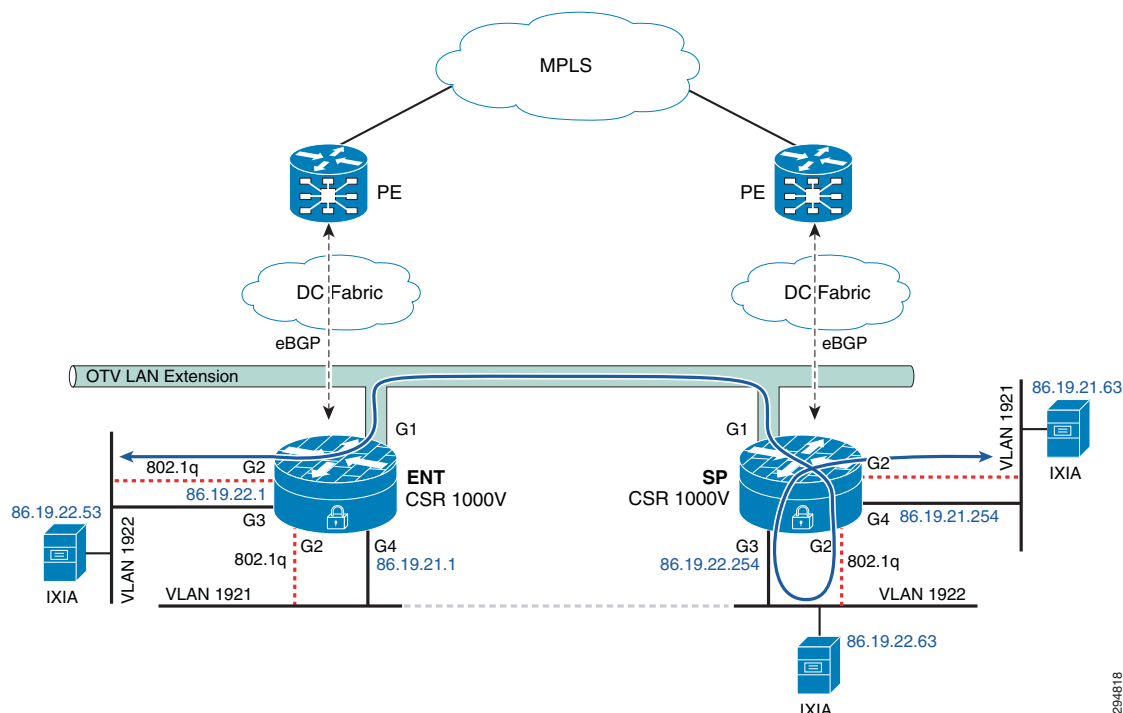 MPLS
PE
PE
DC Fabric
DC Fabric
eBGP
eBGP
OTV LAN Extension
86.19.21.63
VLAN 1921
IXIA
G1
G1
802.1q
G2
ENT
CSR 1000V
SP
CSR 1000V
G2
86.19.22.1
G3
G4
86.19.21.254
86.19.22.53
VLAN 1922
IXIA
G2
802.1q
G4
86.19.21.1
G3
86.19.22.254
G2
802.1q
VLAN 1921
VLAN 1922
86.19.22.63
IXIA
294818